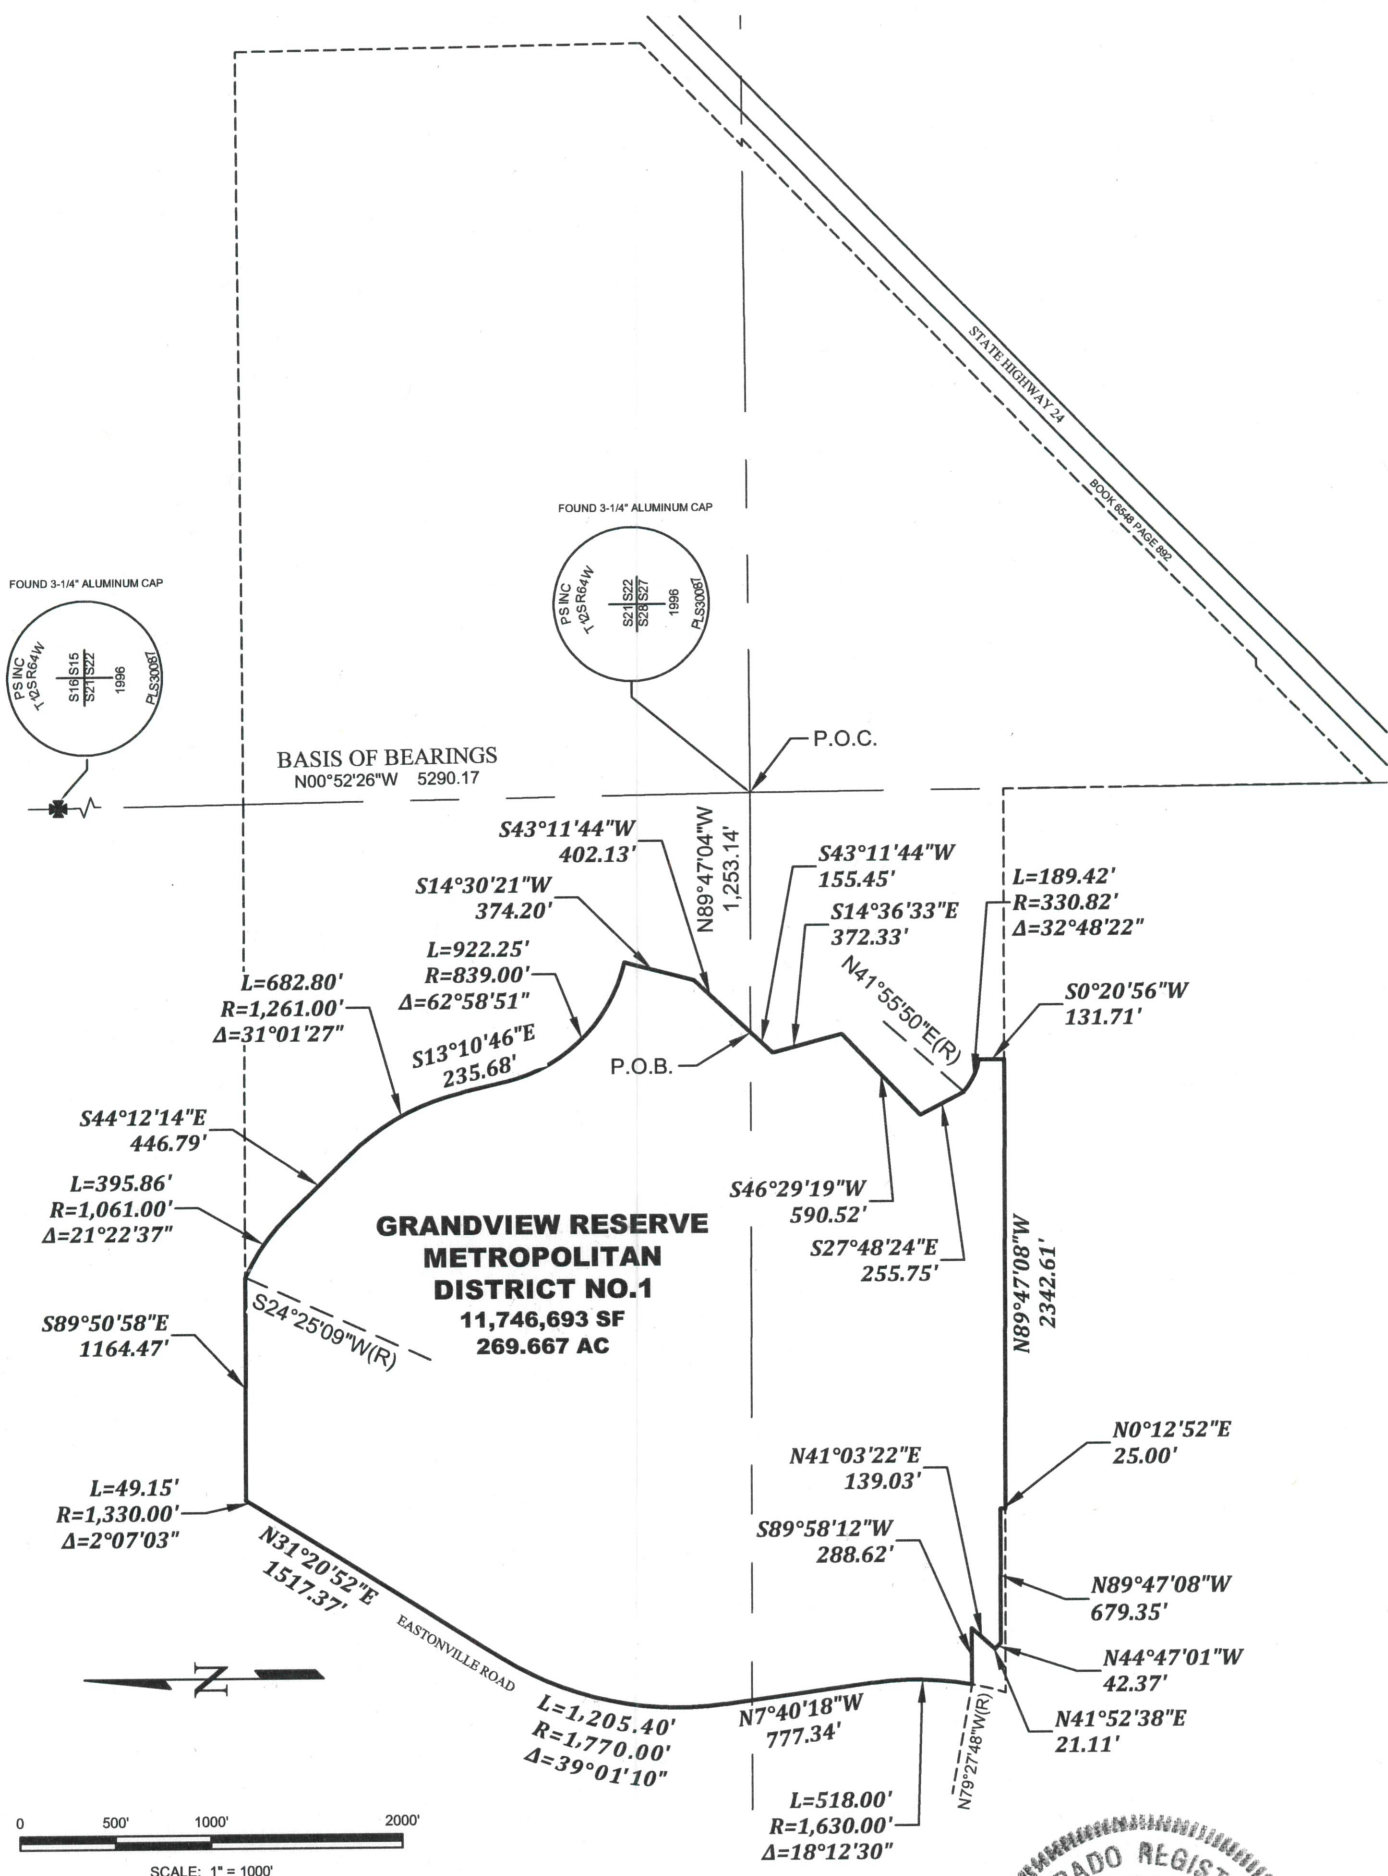 STATE HIGHWAY 24
BOOK 6548 PAGE 892
FOUND 3-1/4" ALUMINUM CAP
PS INC
T12S R64W
S21 S22
S28 S27
1996
PLS30087
FOUND 3-1/4" ALUMINUM CAP
PS INC
T12S R64W
S16 S15
S21 S22
1996
PLS30087
BASIS OF BEARINGS
N00°52'26"W 5290.17
P.O.C.
N89°47'04"W
1,253.14'
S43°11'44"W
402.13'
S14°30'21"W
374.20'
L=922.25'
R=839.00'
Δ=62°58'51"
S13°10'46"E
235.68'
L=682.80'
R=1,261.00'
Δ=31°01'27"
S44°12'14"E
446.79'
L=395.86'
R=1,061.00'
Δ=21°22'37"
S24°25'09"W(R)
S89°50'58"E
1164.47'
L=49.15'
R=1,330.00'
Δ=2°07'03"
N31°20'52"E
1517.37'
EASTONVILLE ROAD
P.O.B.
S43°11'44"W
155.45'
S14°36'33"E
372.33'
N41°55'50"E(R)
L=189.42'
R=330.82'
Δ=32°48'22"
S0°20'56"W
131.71'
S46°29'19"W
590.52'
S27°48'24"E
255.75'
N89°47'08"W
2342.61'
GRANDVIEW RESERVE
METROPOLITAN
DISTRICT NO.1
11,746,693 SF
269.667 AC
N0°12'52"E
25.00'
N41°03'22"E
139.03'
S89°58'12"W
288.62'
N89°47'08"W
679.35'
N44°47'01"W
42.37'
N41°52'38"E
21.11'
N79°27'48"W(R)
N7°40'18"W
777.34'
L=1,205.40'
R=1,770.00'
Δ=39°01'10"
L=518.00'
R=1,630.00'
Δ=18°12'30"
N
0 500' 1000' 2000'
SCALE: 1" = 1000'